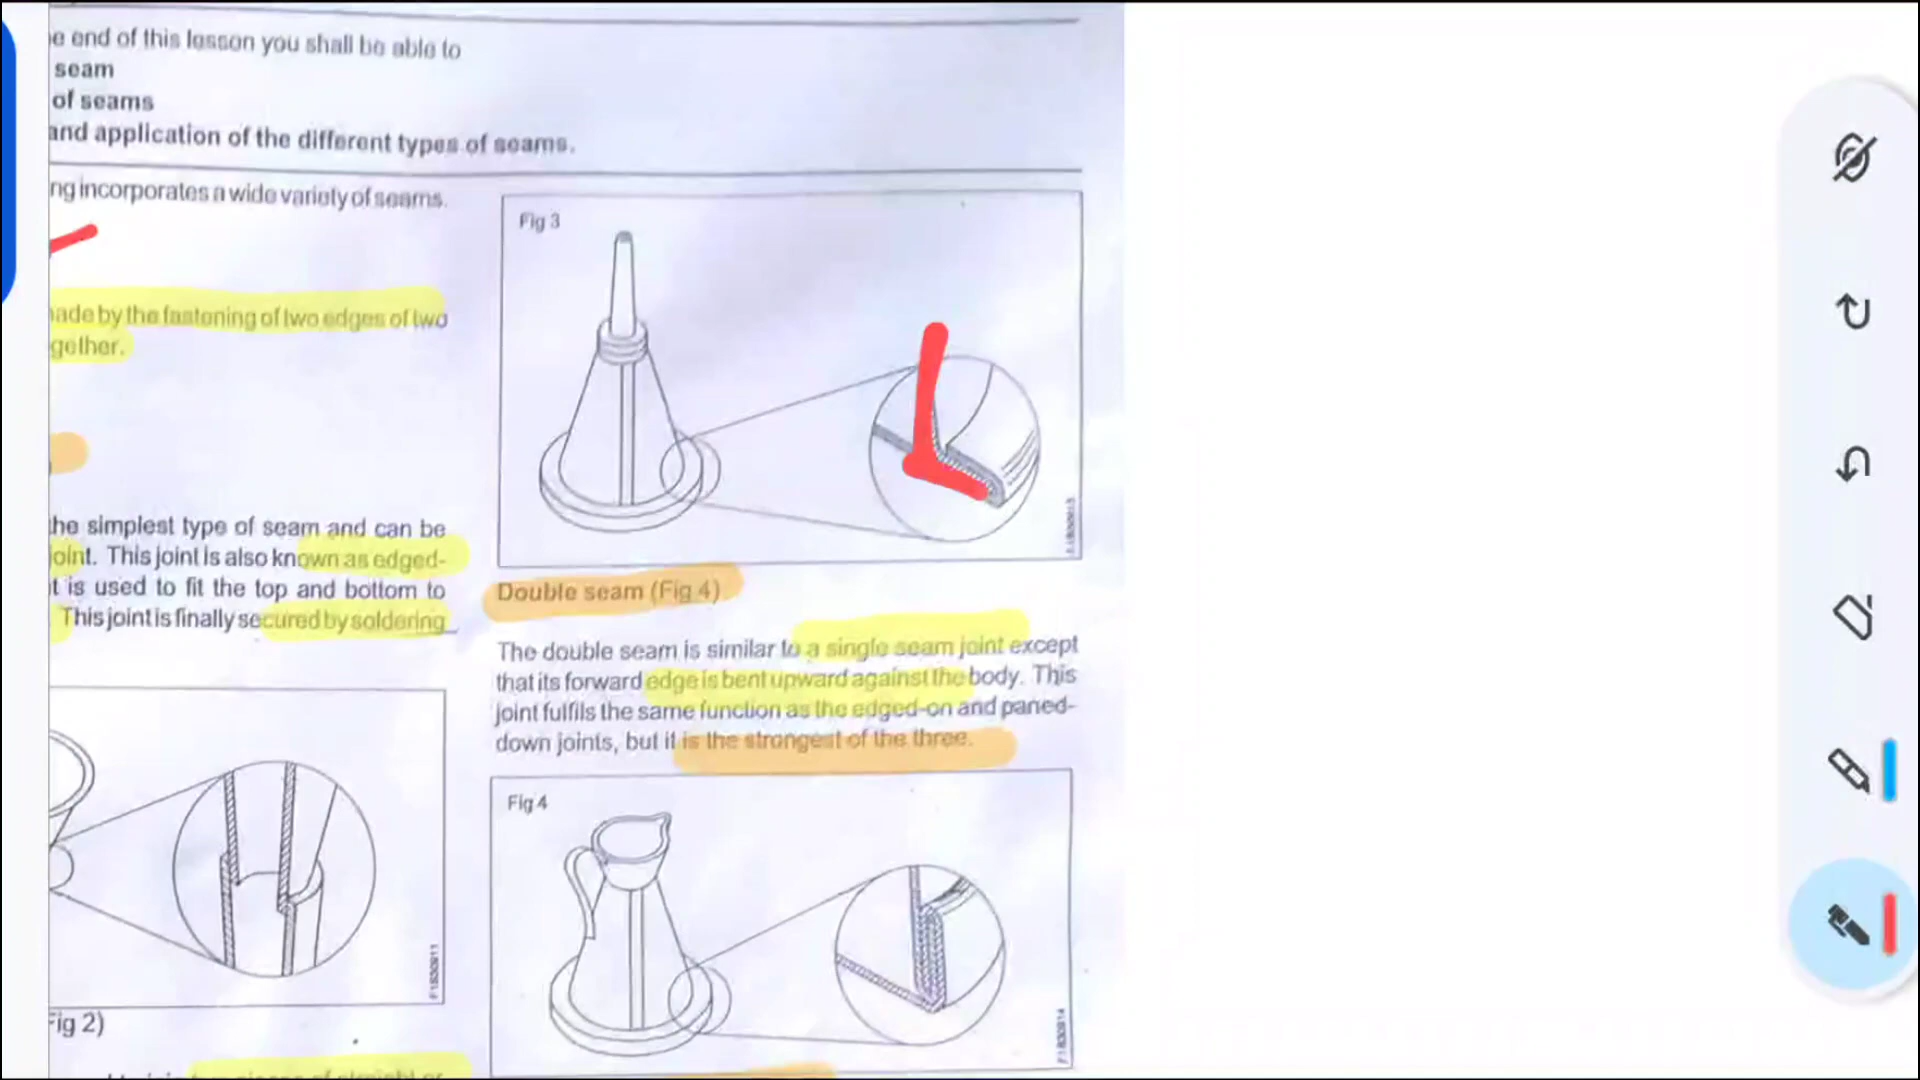 e end of this lesson you shall be able to
seam
of seams
and application of the different types of seams.
ng incorporates a wide variety of seams.
ade by the fastening of two edges of two
gether.
he simplest type of seam and can be
joint. This joint is also known as edged-
t is used to fit the top and bottom to
This joint is finally secured by soldering
F1S30911
Fig 2)
Fig 3
Double seam (Fig 4)
The double seam is similar to a single seam joint except
that its forward edge is bent upward against the body. This
joint fulfils the same function as the edged-on and paned-
down joints, but it is the strongest of the three.
Fig 4